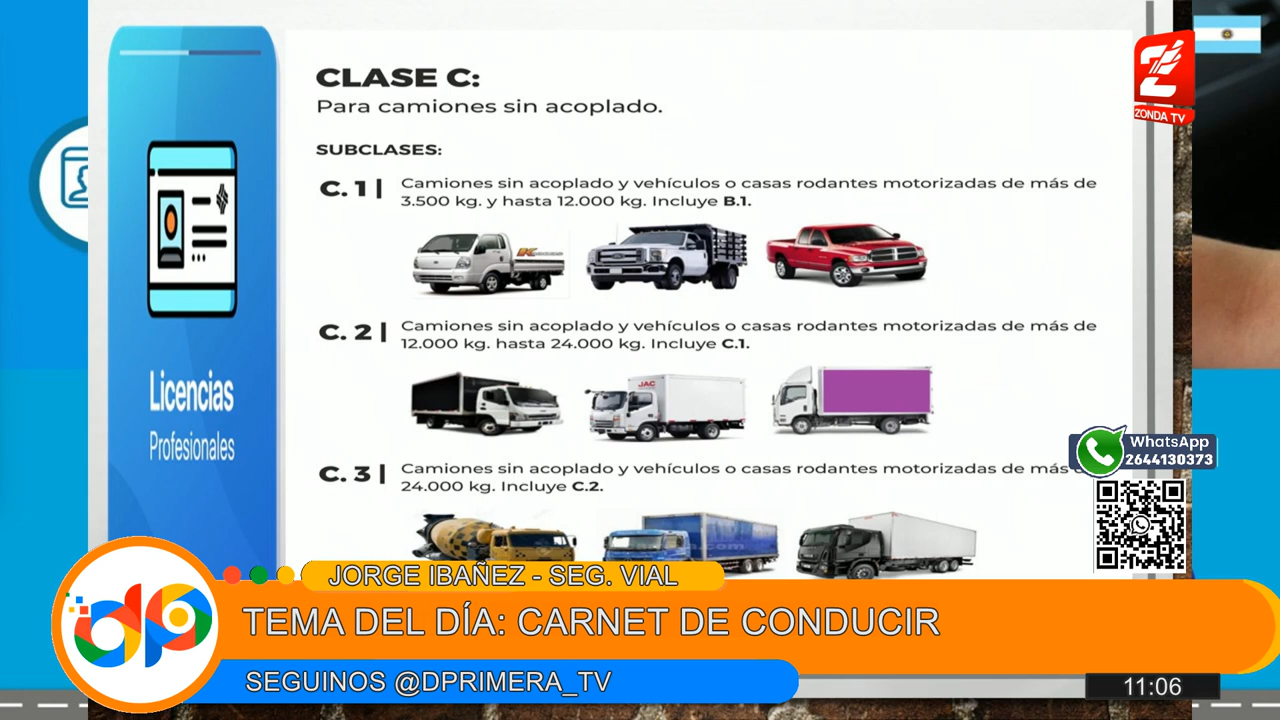 CLASE C:
Para camiones sin acoplado.
SUBCLASES:
C. 1 | Camiones sin acoplado y vehículos o casas rodantes motorizadas de más de
3.500 kg. y hasta 12.000 kg. Incluye B.1.
C. 2 | Camiones sin acoplado y vehículos o casas rodantes motorizadas de más de
12.000 kg. hasta 24.000 kg. Incluye C.1.
JAC
C. 3 | Camiones sin acoplado y vehículos o casas rodantes motorizadas de más
24.000 kg. Incluye C.2.
Licencias
Profesionales
ZONDA TV
WhatsApp
2644130373
JORGE IBAÑEZ - SEG. VIAL
dp
TEMA DEL DÍA: CARNET DE CONDUCIR
SEGUINOS @DPRIMERA_TV
11:06